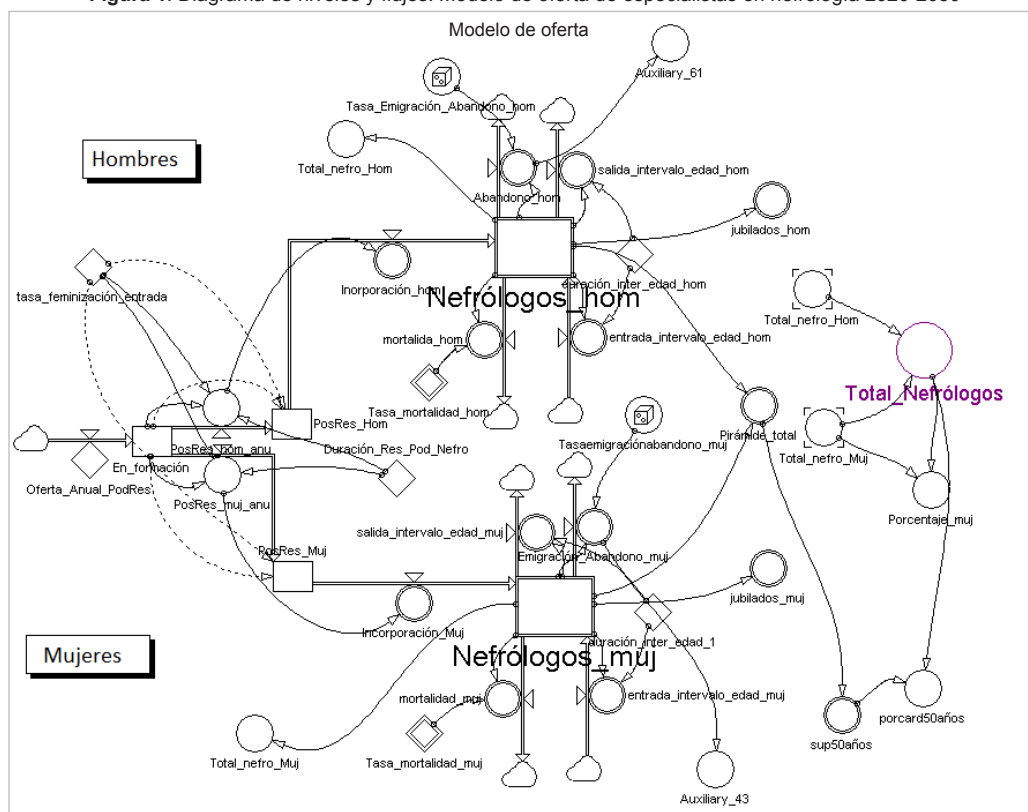 Modelo de oferta
Auxiliary_61
Tasa_Emigración_Abandono_hom
Hombres
Total_nefro_Hom
salida_intervalo_edad_hom
Abandono_hom
jubilados_hom
tasa_feminización_entrada
Incorporación_hom
duración_inter_edad_hom
Nefrólogos_hom
Total_nefro_Hom
mortalida_hom
entrada_intervalo_edad_hom
Tasa_mortalidad_hom
Total_Nefrólogos
PosRes_Hom
Tasaemigraciónabandono_muj
Pirámide_total
Total_nefro_Muj
PosRes_hom_anu
Duración_Res_Pod_Nefro
En_formación
Oferta_Anual_PodRes
PosRes_muj_anu
Porcentaje_muj
salida_intervalo_edad_muj
PosRes_Muj
Emigración_Abandono_muj
jubilados_muj
Incorporación_Muj
duración_inter_edad_1
Mujeres
Nefrólogos_muj
mortalidad_muj
entrada_intervalo_edad_muj
porcard50años
sup50años
Total_nefro_Muj
Tasa_mortalidad_muj
Auxiliary_43